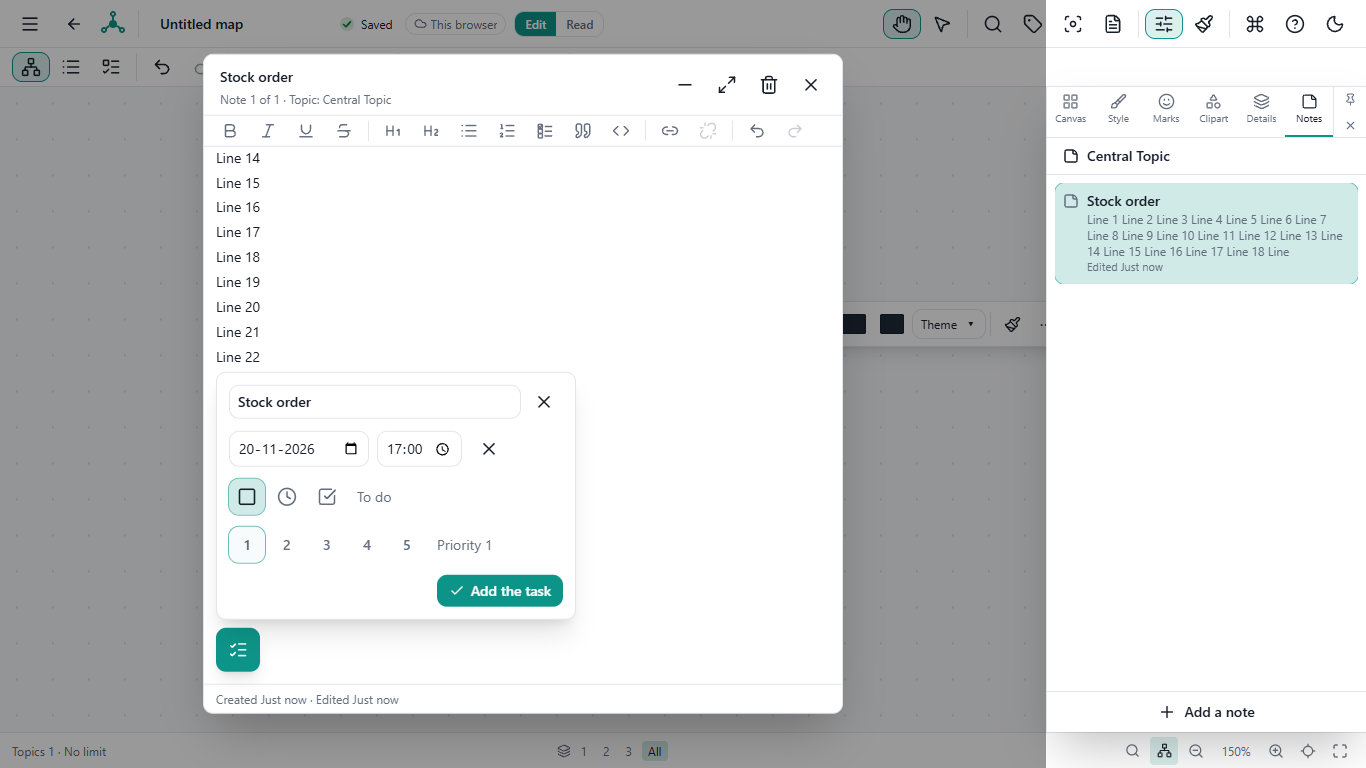 Untitled map
Saved
This browser
Edit
Read
Stock order
Note 1 of 1 · Topic: Central Topic
B I U S H1 H2
Line 14
Line 15
Line 16
Line 17
Line 18
Line 19
Line 20
Line 21
Line 22
Stock order
20-11-2026
17:00
To do
1 2 3 4 5 Priority 1
Add the task
Created Just now · Edited Just now
Theme
Canvas
Style
Marks
Clipart
Details
Notes
Central Topic
Stock order
Line 1 Line 2 Line 3 Line 4 Line 5 Line 6 Line 7
Line 8 Line 9 Line 10 Line 11 Line 12 Line 13 Line
14 Line 15 Line 16 Line 17 Line 18 Line
Edited Just now
Add a note
Topics 1 · No limit
1 2 3 All
150%